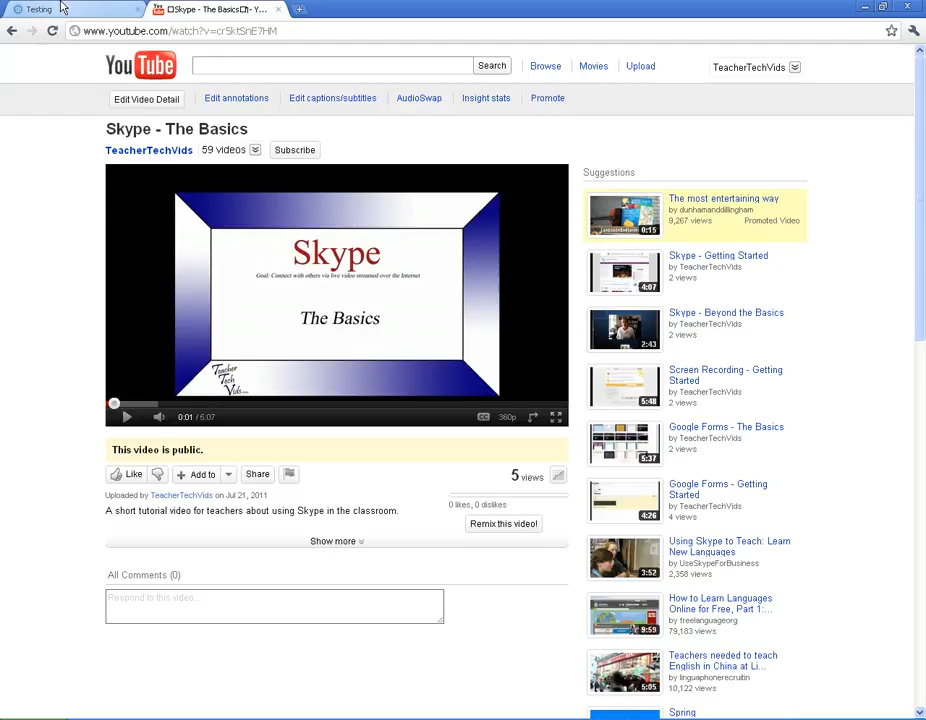 Testing
Skype - The Basics - Y...
www.youtube.com/watch?v=cr5ktSnE7HM
YouTube
Search
Browse
Movies
Upload
TeacherTechVids
Edit Video Detail
Edit annotations
Edit captions/subtitles
AudioSwap
Insight stats
Promote
Skype - The Basics
TeacherTechVids 59 videos Subscribe
Skype
Goal: Connect with others via live video streamed over the Internet
The Basics
Teacher
Tech
Vids.com
0:01 / 5:07
CC
360p
This video is public.
Like
Add to
Share
5 views
Uploaded by TeacherTechVids on Jul 21, 2011
0 likes, 0 dislikes
A short tutorial video for teachers about using Skype in the classroom.
Remix this video!
Show more
All Comments (0)
Respond to this video...
Suggestions
The most entertaining way
by dunhamanddillingham
9,267 views Promoted Video
0:15
Skype - Getting Started
by TeacherTechVids
2 views
4:07
Skype - Beyond the Basics
by TeacherTechVids
2 views
2:43
Screen Recording - Getting
Started
by TeacherTechVids
2 views
5:48
Google Forms - The Basics
by TeacherTechVids
2 views
5:37
Google Forms - Getting
Started
by TeacherTechVids
4 views
4:26
Using Skype to Teach: Learn
New Languages
by UseSkypeForBusiness
2,358 views
3:52
How to Learn Languages
Online for Free, Part 1:...
by freelanguageorg
79,183 views
9:59
Teachers needed to teach
English in China at Li...
by linguaphonerecruitin
10,122 views
5:05
Spring